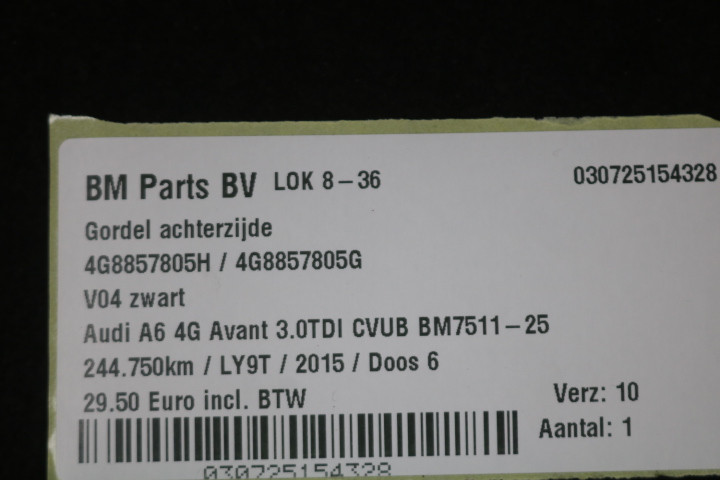 BM Parts BV LOK 8-36 030725154328
Gordel achterzijde
4G8857805H / 4G8857805G
V04 zwart
Audi A6 4G Avant 3.0TDI CVUB BM7511-25
244.750km / LY9T / 2015 / Doos 6
29.50 Euro incl. BTW Verz: 10
Aantal: 1
030725154328